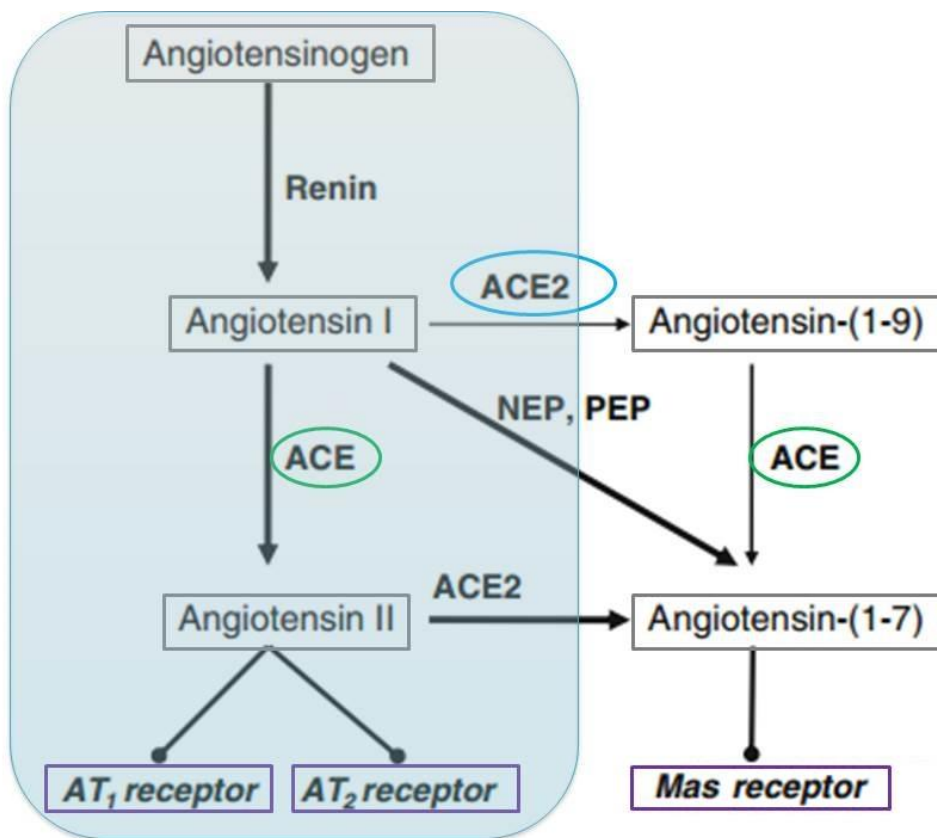 Angiotensinogen
Renin
ACE2
Angiotensin I
Angiotensin-(1-9)
NEP, PEP
ACE
ACE
ACE2
Angiotensin II
Angiotensin-(1-7)
AT₁ receptor
AT₂ receptor
Mas receptor